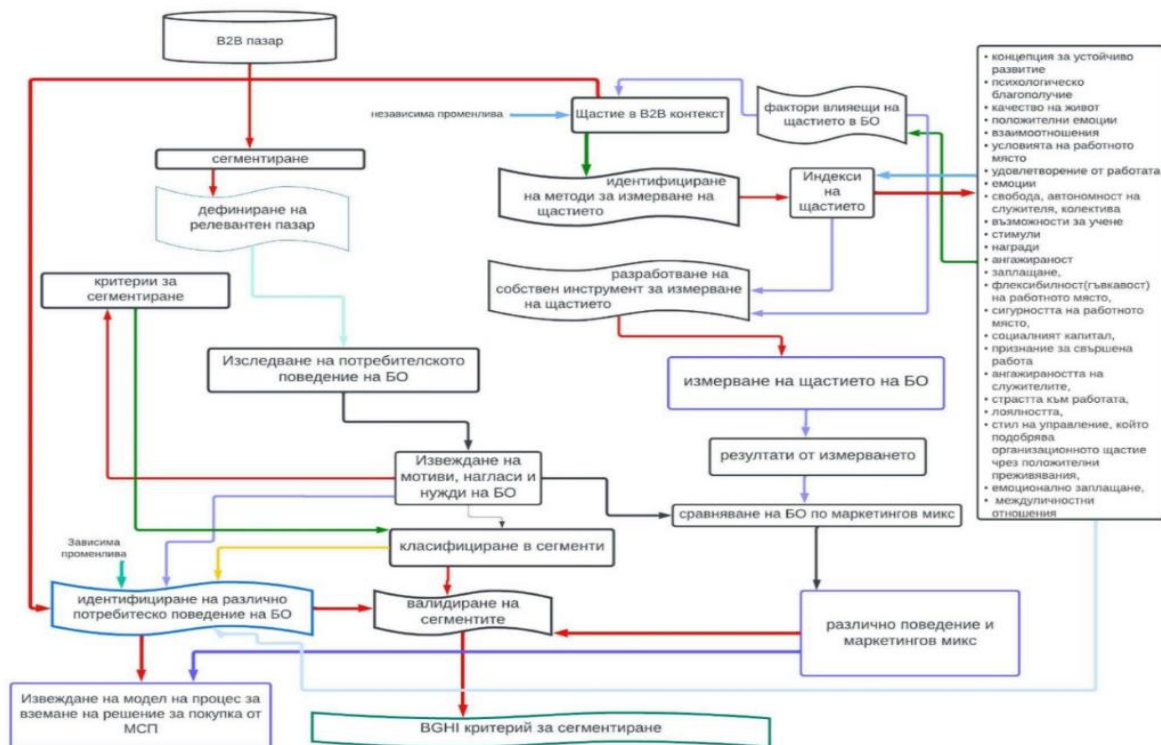 B2B пазар
независима променлива
Щастие в B2B контекст
фактори влияещи на
щастието в БО
• концепция за устойчиво
развитие
• психологическо
благополучие
• качество на живот
• положителни емоции
• взаимоотношения
• условията на работното
място
• удовлетворение от работата
• емоции
• свобода, автономност на
служителя, колектива
• възможности за учене
• стимули
• награди
• ангажираност
• заплащане,
• флексибилност(гъвкавост)
на работното място,
• сигурността на работното
място,
• социалният капитал,
• признание за свършена
работа
• ангажираността на
служителите,
• страстта към работата,
• лоялността,
• стил на управление, който
подобрява
организационното щастие
чрез положителни
преживявания,
• емоционално заплащане,
• междуличностни
отношения
сегментиране
идентифициране
на методи за измерване на
щастието
Индекси
на
щастието
дефиниране на
релевантен пазар
критерии за
сегментиране
разработване на
собствен инструмент за измерване
на щастието
Изследване на потребителското
поведение на БО
измерване на щастието на БО
Извеждане на
мотиви, нагласи и
нужди на БО
резултати от измерването
сравняване на БО по маркетингов микс
класифициране в сегменти
Зависима
променлива
идентифициране на различно
потребитеско поведение на БО
валидиране на
сегментите
различно поведение и
маркетингов микс
Извеждане на модел на процес за
вземане на решение за покупка от
МСП
BGHI критерий за сегментиране